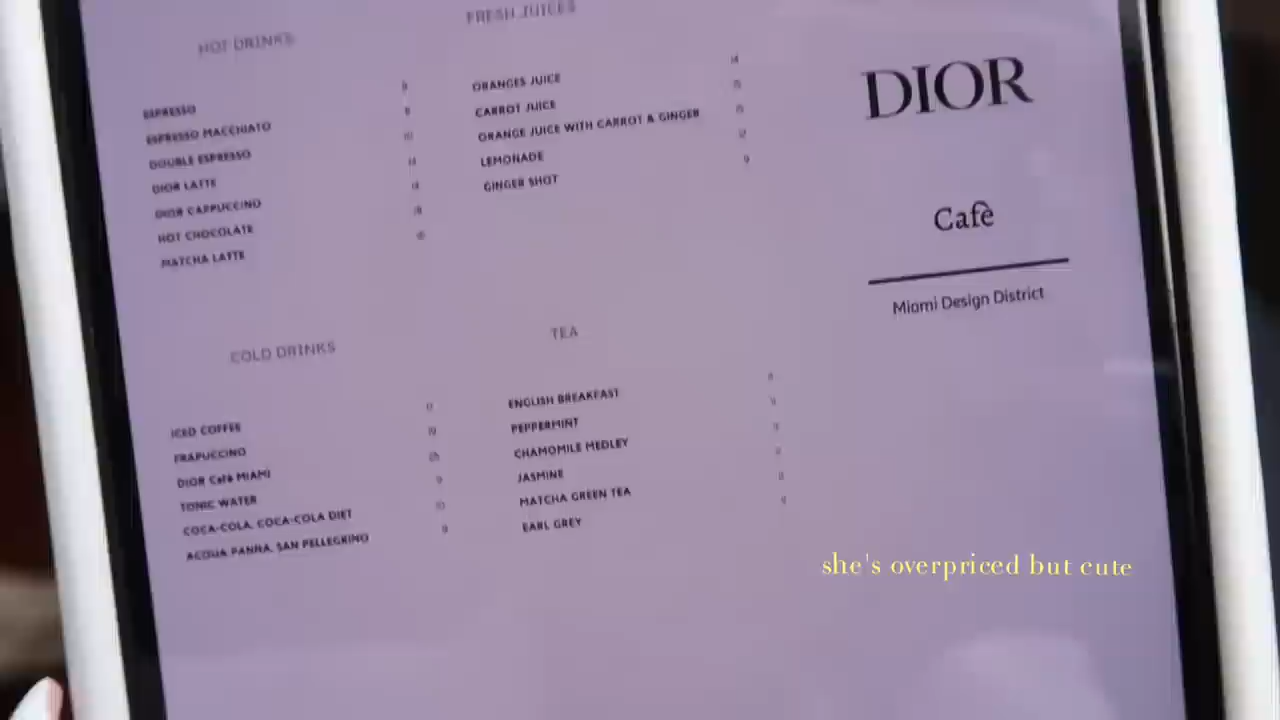 HOT DRINKS
ESPRESSO
ESPRESSO MACCHIATO
DOUBLE ESPRESSO
DIOR LATTE
DIOR CAPPUCCINO
HOT CHOCOLATE
MATCHA LATTE
FRESH JUICES
ORANGES JUICE
CARROT JUICE
ORANGE JUICE WITH CARROT & GINGER
LEMONADE
GINGER SHOT
COLD DRINKS
ICED COFFEE
FRAPUCCINO
DIOR Cafè MIAMI
TONIC WATER
COCA-COLA, COCA-COLA DIET
ACQUA PANNA, SAN PELLEGRINO
TEA
ENGLISH BREAKFAST
PEPPERMINT
CHAMOMILE MEDLEY
JASMINE
MATCHA GREEN TEA
EARL GREY
DIOR
Cafè
Miami Design District
she's overpriced but cute